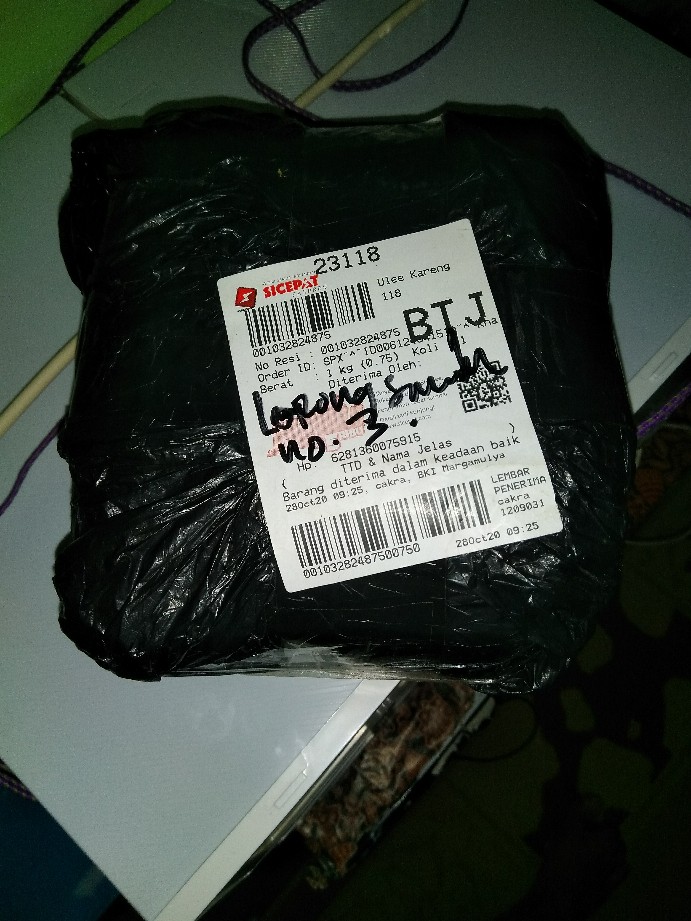 23118
SICEPAT
Ulee Kareng
118
BTJ
001032824875
No Resi : 001032824875
Order ID: SPX
Berat : 1 kg (0.75) Koli
Diterima Oleh:
Lorong
no. 3.
Hp. 6281360075915
( )
TTD & Nama Jelas
Barang diterima dalam keadaan baik
28Oct20 09:25, cakra, BKI Margamulya
LEMBAR
PENERIMA
cakra
1209031
00103282487500750
28Oct20 09:25